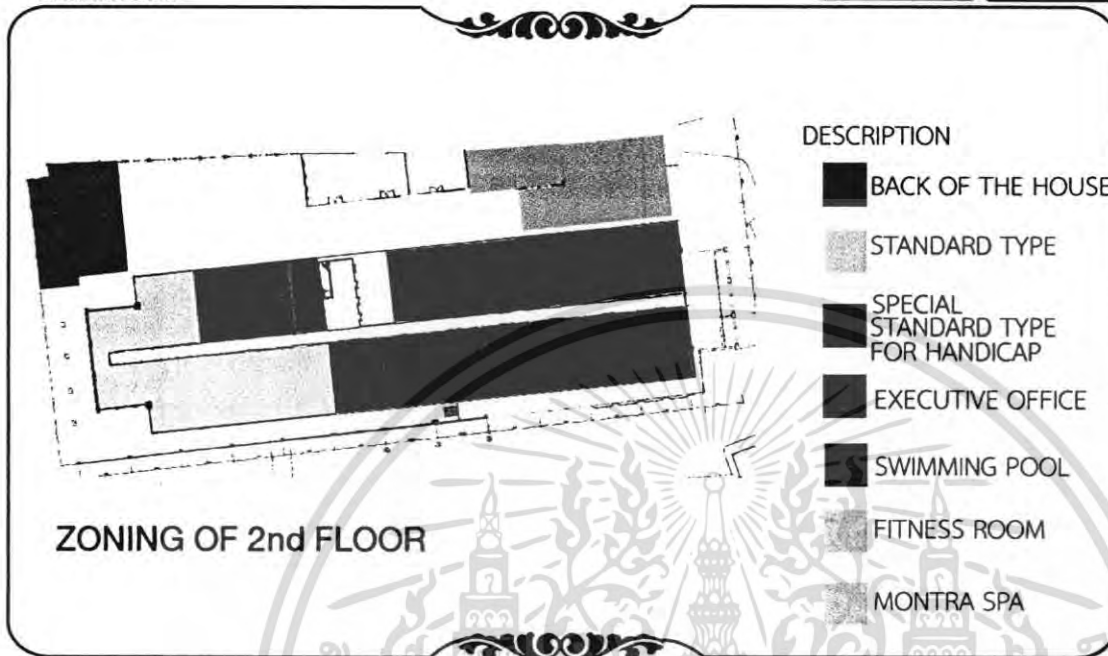 DESCRIPTION
BACK OF THE HOUSE
STANDARD TYPE
SPECIAL
STANDARD TYPE
FOR HANDICAP
EXECUTIVE OFFICE
SWIMMING POOL
FITNESS ROOM
MONTRA SPA
ZONING OF 2nd FLOOR